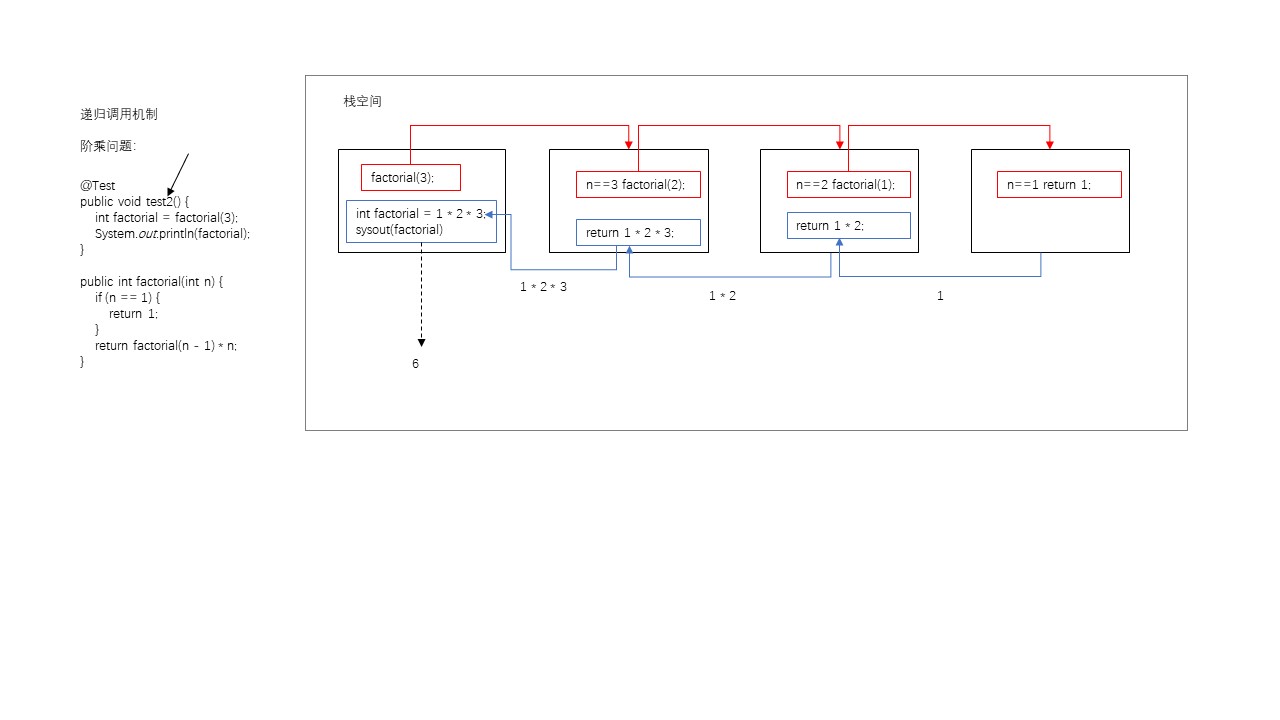 递归调用机制
阶乘问题：
@Test
public void test2() {
    int factorial = factorial(3);
    System.out.println(factorial);
}
public int factorial(int n) {
    if (n == 1) {
        return 1;
    }
    return factorial(n - 1) * n;
}
栈空间
factorial(3);
int factorial = 1 * 2 * 3;
sysout(factorial)
n==3 factorial(2);
return 1 * 2 * 3;
n==2 factorial(1);
return 1 * 2;
n==1 return 1;
1 * 2 * 3
1 * 2
1
6